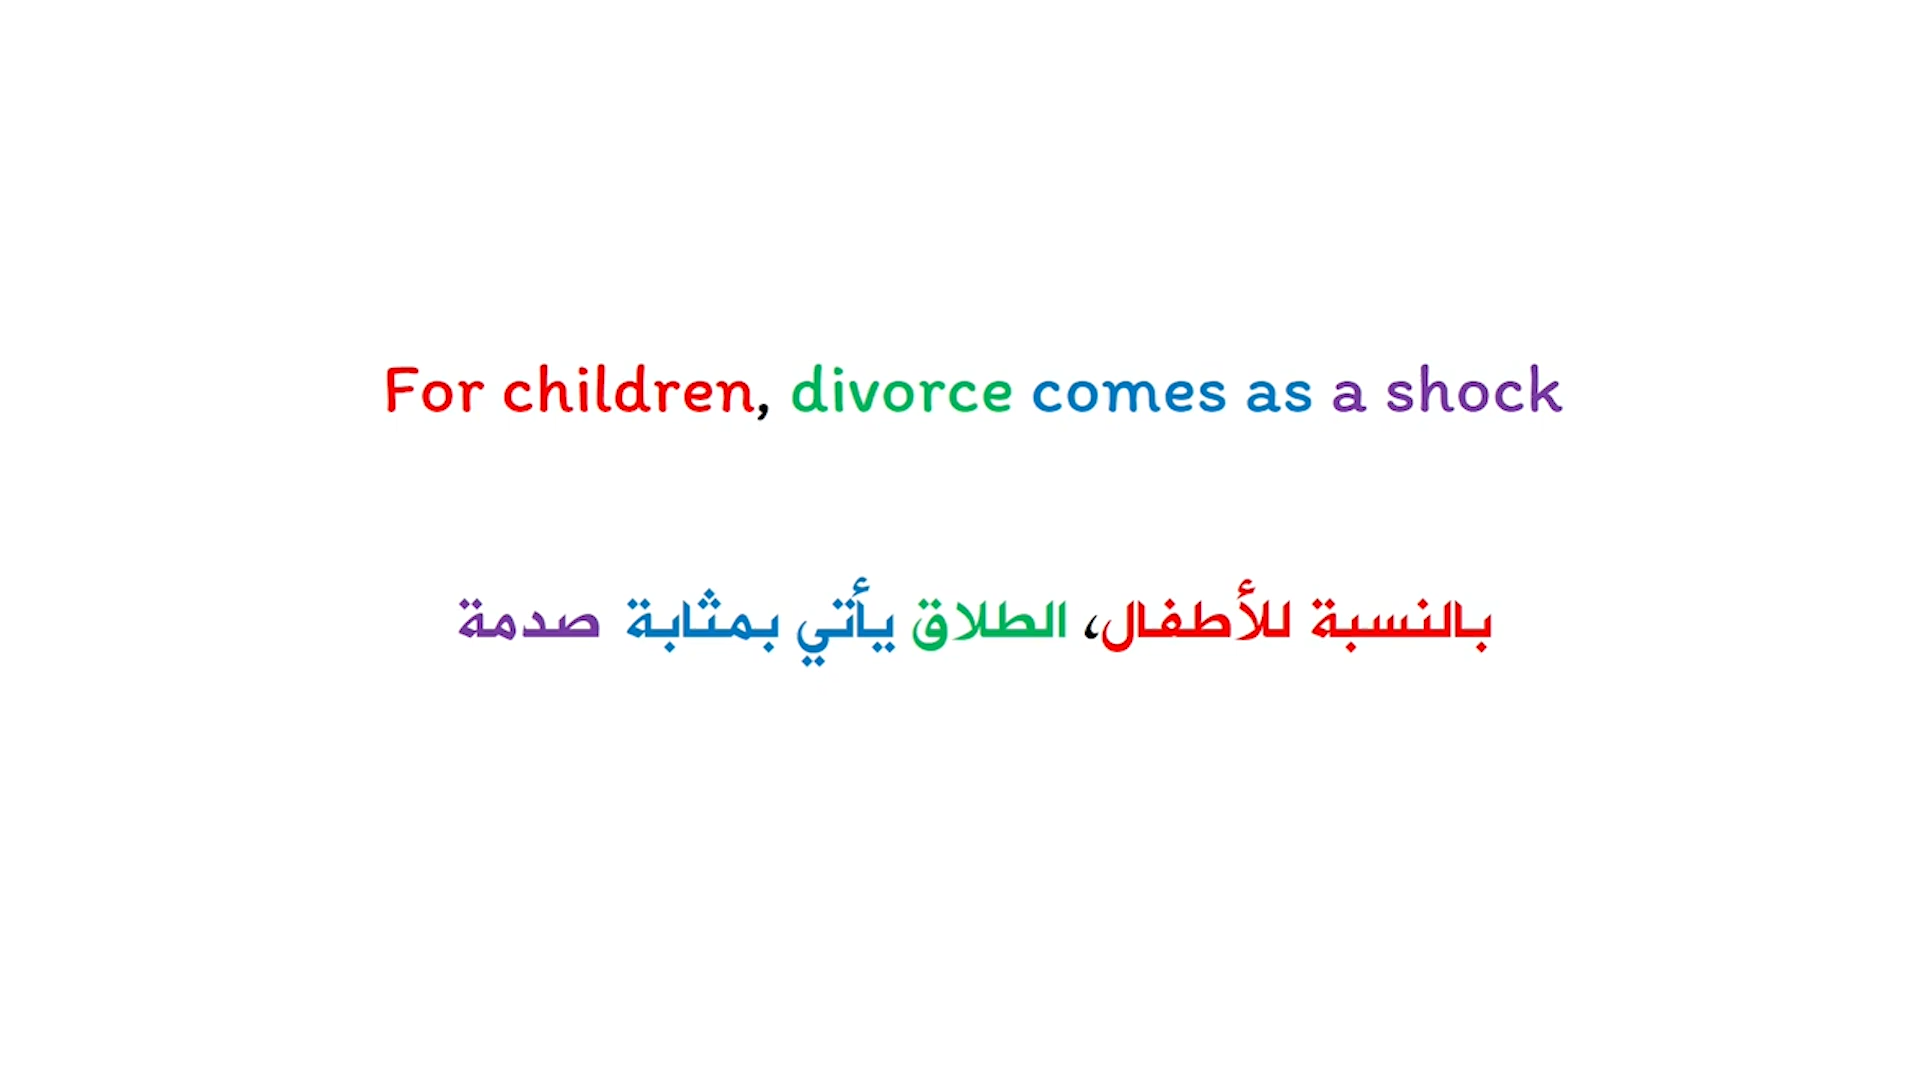 For children, divorce comes as a shock
بالنسبة للأطفال، الطلاق يأتي بمثابة صدمة